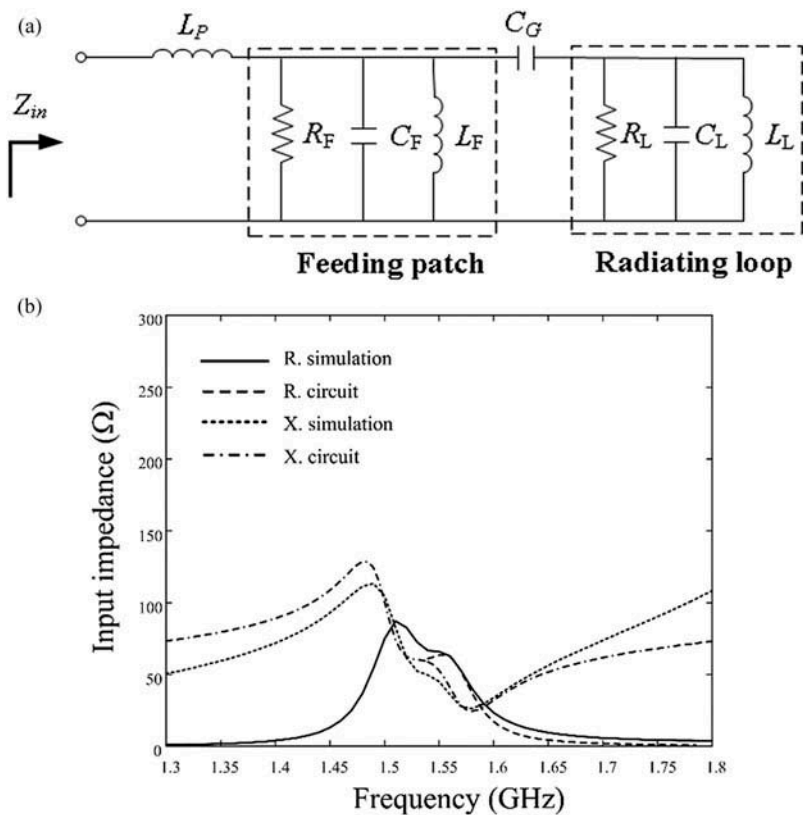 (a)
L_P
C_G
Z_in
R_F
C_F
L_F
R_L
C_L
L_L
Feeding patch
Radiating loop
(b)
300
250
200
150
100
50
0
Input impedance (Ω)
R. simulation
R. circuit
X. simulation
X. circuit
1.3 1.35 1.4 1.45 1.5 1.55 1.6 1.65 1.7 1.75 1.8
Frequency (GHz)